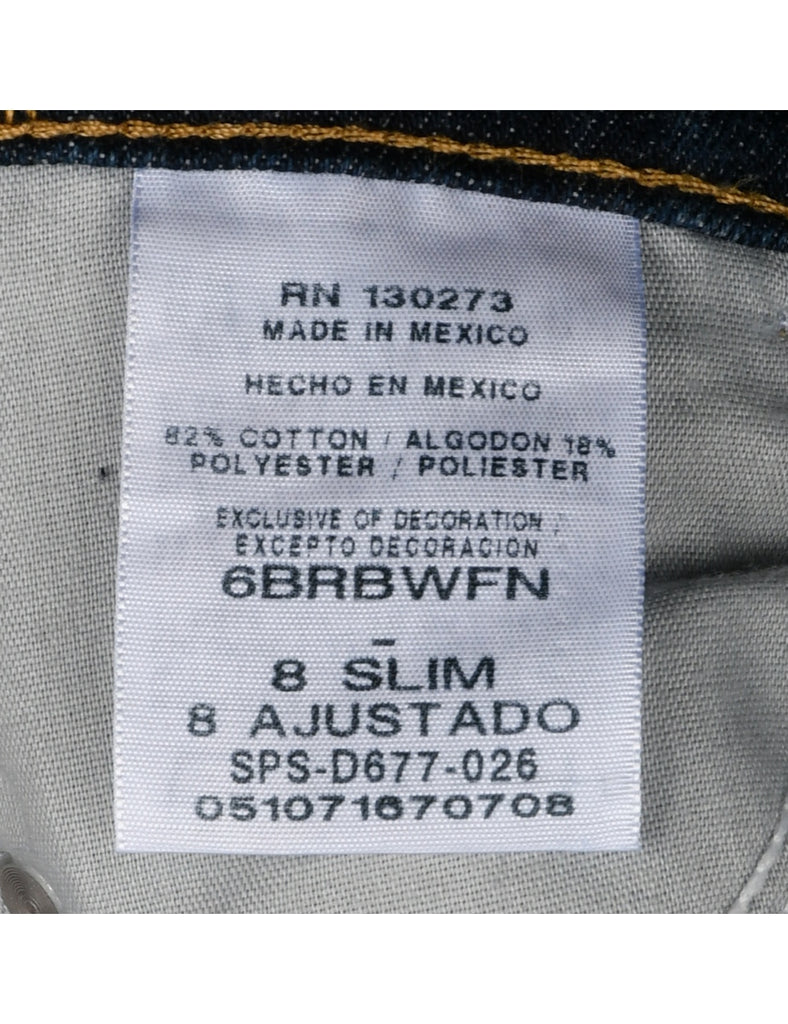 RN 130273
MADE IN MEXICO
HECHO EN MEXICO
82% COTTON / ALGODON 18%
POLYESTER / POLIESTER
EXCLUSIVE OF DECORATION /
EXCEPTO DECORACION
6BRBWFN
-
8 SLIM
8 AJUSTADO
SPS-D677-026
051071670708